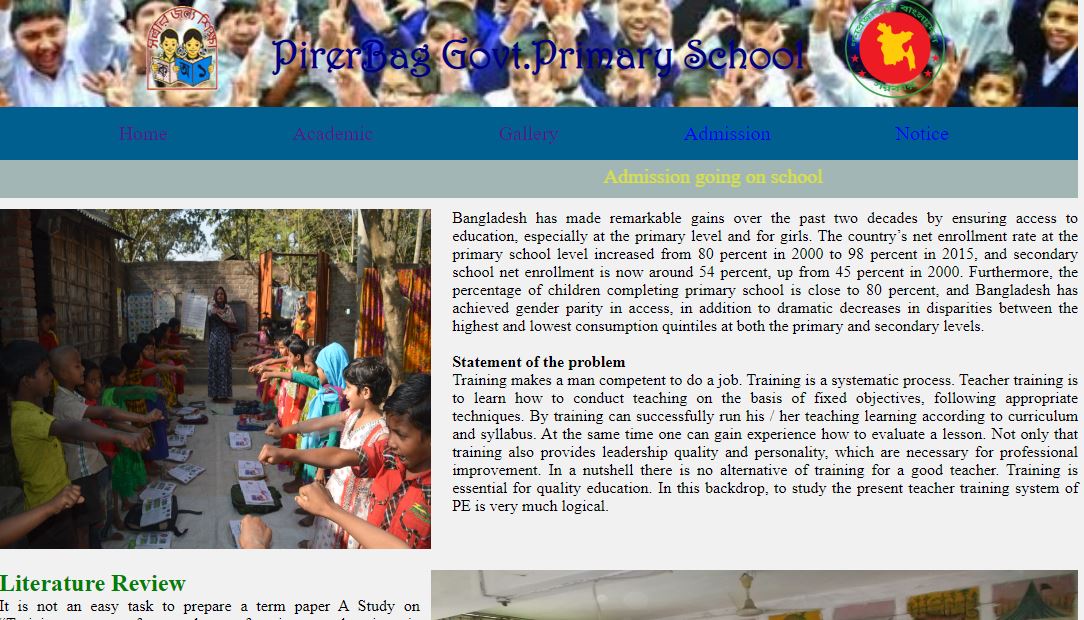 সবার জন্য শিক্ষা
PirerBag Govt.Primary School
Home Academic Gallery Admission Notice
Admission going on school
Bangladesh has made remarkable gains over the past two decades by ensuring access to
education, especially at the primary level and for girls. The country’s net enrollment rate at the
primary school level increased from 80 percent in 2000 to 98 percent in 2015, and secondary
school net enrollment is now around 54 percent, up from 45 percent in 2000. Furthermore, the
percentage of children completing primary school is close to 80 percent, and Bangladesh has
achieved gender parity in access, in addition to dramatic decreases in disparities between the
highest and lowest consumption quintiles at both the primary and secondary levels.
Statement of the problem
Training makes a man competent to do a job. Training is a systematic process. Teacher training is
to learn how to conduct teaching on the basis of fixed objectives, following appropriate
techniques. By training can successfully run his / her teaching learning according to curriculum
and syllabus. At the same time one can gain experience how to evaluate a lesson. Not only that
training also provides leadership quality and personality, which are necessary for professional
improvement. In a nutshell there is no alternative of training for a good teacher. Training is
essential for quality education. In this backdrop, to study the present teacher training system of
PE is very much logical.
Literature Review
It is not an easy task to prepare a term paper A Study on